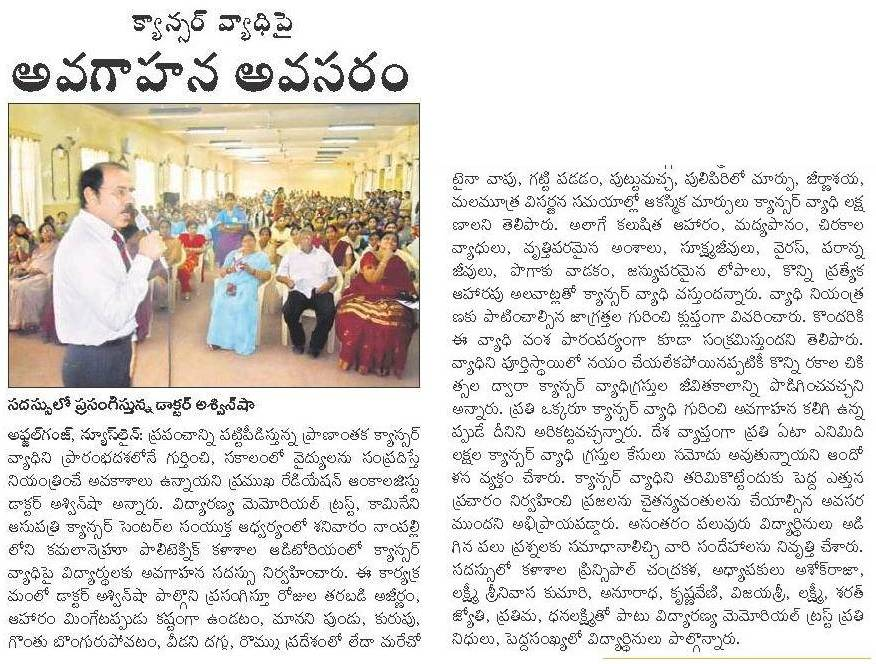 క్యాన్సర్ వ్యాధిపై
అవగాహన అవసరం
సదస్సులో ప్రసంగిస్తున్న డాక్టర్ అశ్విన్‌షా
అఫ్జల్‌గంజ్, న్యూస్‌లైన్: ప్రపంచాన్ని పట్టిపీడిస్తున్న ప్రాణాంతక క్యాన్సర్
వ్యాధిని ప్రారంభదశలోనే గుర్తించి, సకాలంలో వైద్యులను సంప్రదిస్తే
నియంత్రించే అవకాశాలు ఉన్నాయని ప్రముఖ రేడియేషన్ ఆంకాలజిస్ట్
డాక్టర్ అశ్విన్‌షా అన్నారు. విద్యారణ్య మెమోరియల్ ట్రస్ట్, కామినేని
ఆసుపత్రి క్యాన్సర్ సెంటర్‌ల సంయుక్త ఆధ్వర్యంలో శనివారం నాంపల్లి
లోని కమలానెహ్రూ పాలిటెక్నిక్ కళాశాల ఆడిటోరియంలో క్యాన్సర్
వ్యాధిపై విద్యార్థులకు అవగాహన సదస్సు నిర్వహించారు. ఈ కార్యక్ర
మంలో డాక్టర్ అశ్విన్‌షా పాల్గొని ప్రసంగిస్తూ రోజుల తరబడి అజీర్ణం,
ఆహారం మింగేటప్పుడు కష్టంగా ఉండటం, మానని పుండు, కురుపు,
గొంతు బొంగురుపోవటం, వీడని దగ్గు, రొమ్ము ప్రదేశంలో లేదా మరేచో
టైనా వాపు, గట్టి పడడం, పుట్టుమచ్చ, పులిపిరిలో మార్పు, జీర్ణాశయ,
మలమూత్ర విసర్జన సమయాల్లో ఆకస్మిక మార్పులు క్యాన్సర్ వ్యాధి లక్ష
ణాలని తెలిపారు. అలాగే కలుషిత ఆహారం, మద్యపానం, చిరకాల
వ్యాధులు, వృత్తిపరమైన అంశాలు, సూక్ష్మజీవులు, వైరస్, పరాన్న
జీవులు, పొగాకు వాడకం, జన్యుపరమైన లోపాలు, కొన్ని ప్రత్యేక
ఆహారపు అలవాట్లతో క్యాన్సర్ వ్యాధి వస్తుందన్నారు. వ్యాధి నియంత్ర
ణకు పాటించాల్సిన జాగ్రత్తల గురించి క్లుప్తంగా వివరించారు. కొందరికి
ఈ వ్యాధి వంశ పారంపర్యంగా కూడా సంక్రమిస్తుందని తెలిపారు.
వ్యాధిని పూర్తిస్థాయిలో నయం చేయలేకపోయినప్పటికీ కొన్ని రకాల చికి
త్సల ద్వారా క్యాన్సర్ వ్యాధిగ్రస్తుల జీవితకాలాన్ని పొడిగించవచ్చని
అన్నారు. ప్రతి ఒక్కరూ క్యాన్సర్ వ్యాధి గురించి అవగాహన కలిగి ఉన్న
ప్పుడే దీనిని అరికట్టవచ్చన్నారు. దేశ వ్యాప్తంగా ప్రతి ఏటా ఎనిమిది
లక్షల క్యాన్సర్ వ్యాధి గ్రస్తుల కేసులు నమోదు అవుతున్నాయని ఆందో
ళన వ్యక్తం చేశారు. క్యాన్సర్ వ్యాధిని తరిమికొట్టేందుకు పెద్ద ఎత్తున
ప్రచారం నిర్వహించి ప్రజలను చైతన్యవంతులను చేయాల్సిన అవసర
ముందని అభిప్రాయపడ్డారు. అనంతరం పలువురు విద్యార్థినులు అడి
గిన పలు ప్రశ్నలకు సమాధానాలిచ్చి వారి సందేహాలను నివృత్తి చేశారు.
సదస్సులో కళాశాల ప్రిన్సిపాల్ చంద్రకళ, అధ్యాపకులు అశోక్‌రాజా,
లక్ష్మీ శ్రీనివాస కుమారి, అనూరాధ, కృష్ణవేణి, విజయశ్రీ, లక్ష్మీ, శరత్
జ్యోతి, ప్రతిమ, ధనలక్ష్మితో పాటు విద్యారణ్య మెమోరియల్ ట్రస్ట్ ప్రతి
నిధులు, పెద్దసంఖ్యలో విద్యార్థినులు పాల్గొన్నారు.